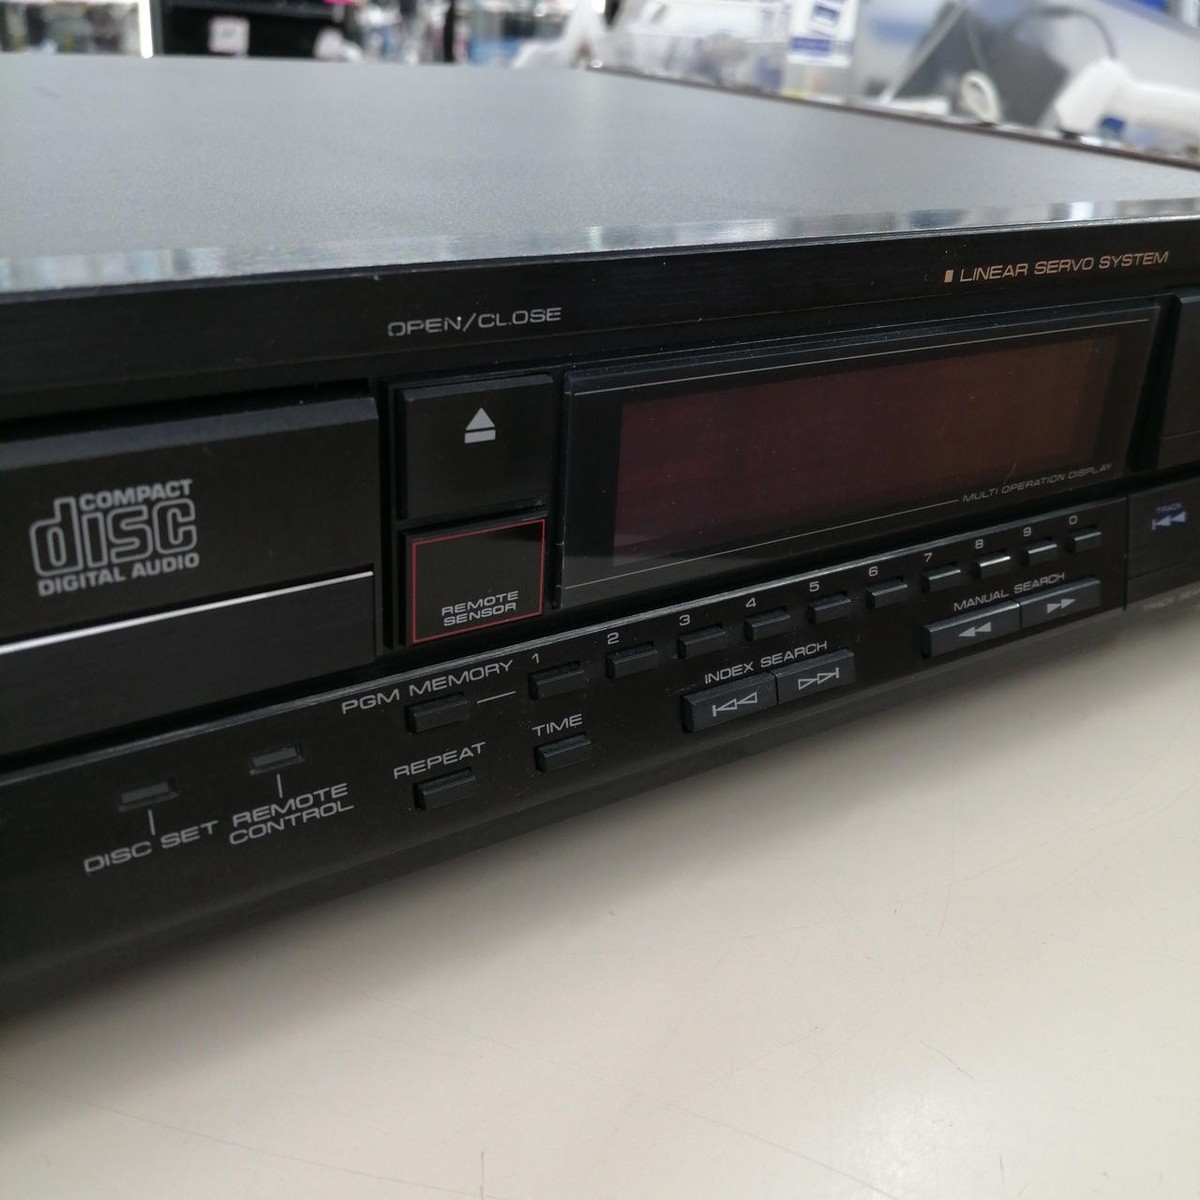 LINEAR SERVO SYSTEM
OPEN/CLOSE
COMPACT
disc
DIGITAL AUDIO
REMOTE
SENSOR
MULTI OPERATION DISPLAY
TRACK
1 2 3 4 5 6 7 8 9 0
PGM MEMORY
INDEX SEARCH
MANUAL SEARCH
REPEAT
TIME
DISC SET
REMOTE
CONTROL